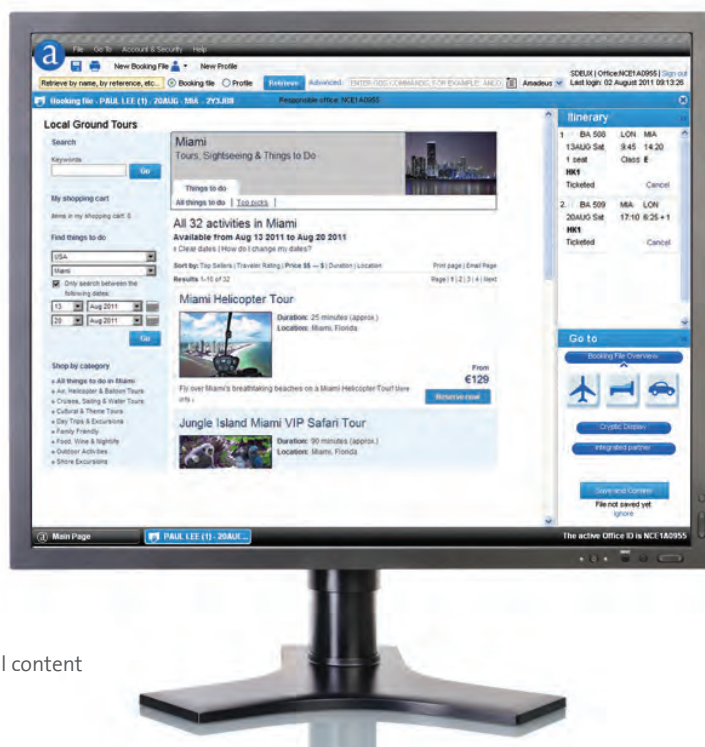 a
File Go To Account & Security Help
New Booking File New Profile
Retrieve by name, by reference, etc... Booking file Profile Retrieve Advanced: Amadeus
SDEUX | Office:NCE1A0955 | Sign out
Last login: 02 August 2011 09:13:26
Booking file - PAUL LEE (1) - 20AUG - MIA - 2Y3JU8 Responsible office: NCE1A0955
Local Ground Tours
Search
Keywords
Go
My shopping cart
items in my shopping cart: 0
Find things to do
USA
Miami
Only search between the
following dates:
13 Aug 2011
20 Aug 2011
Go
Shop by category
» All things to do in Miami
» Air, Helicopter & Balloon Tours
» Cruises, Sailing & Water Tours
» Cultural & Theme Tours
» Day Trips & Excursions
» Family Friendly
» Food, Wine & Nightlife
» Outdoor Activities
» Shore Excursions
Miami
Tours, Sightseeing & Things to Do
Things to do
All things to do | Top picks |
All 32 activities in Miami
Available from Aug 13 2011 to Aug 20 2011
Clear dates | How do I change my dates?
Sort by: Top Sellers | Traveler Rating | Price $$ — $ | Duration | Location Print page | Email Page
Results 1-10 of 32 Page | 1 | 2 | 3 | 4 | Next
Miami Helicopter Tour
Duration: 25 minutes (approx.)
Location: Miami, Florida
From
€129
Fly over Miami's breathtaking beaches on a Miami Helicopter Tour! More
info ›
Reserve now
Jungle Island Miami VIP Safari Tour
Duration: 90 minutes (approx.)
Location: Miami, Florida
Itinerary
1 BA 508 LON MIA
13AUG Sat 9:45 14:20
1 seat Class E
HK1
Ticketed Cancel
2. BA 509 MIA LON
20AUG Sat 17:10 6:25 +1
HK1
Ticketed Cancel
Go to
Booking File Overview
Cryptic Display
Integrated partner
Save and Confirm
File not saved yet
Ignore
a Main Page PAUL LEE (1) - 20AUG... The active Office ID is NCE1A0955
l content